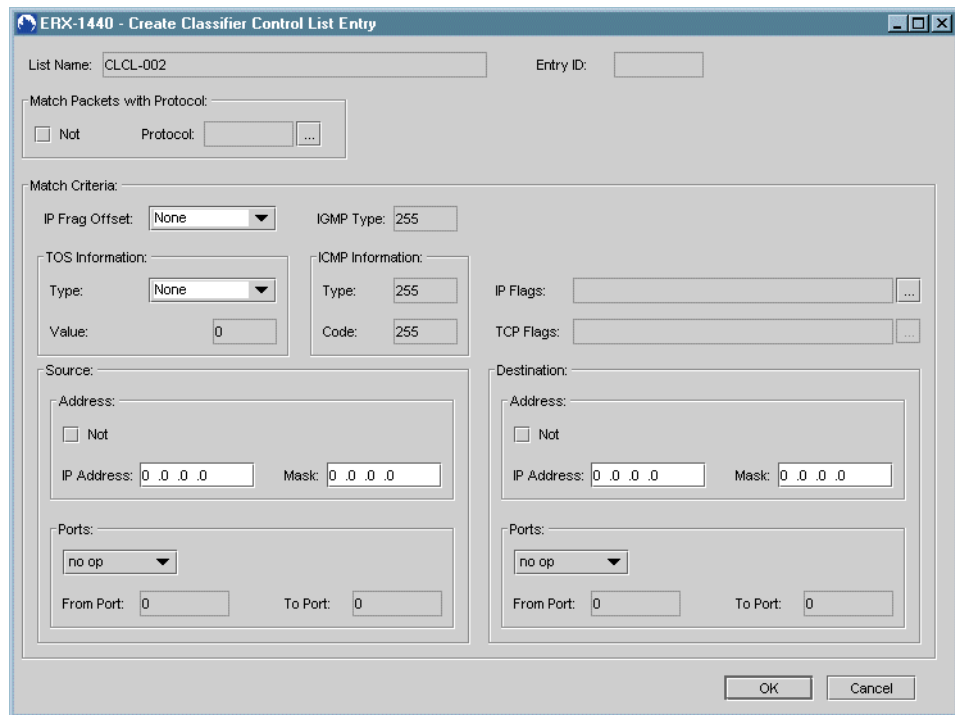 ERX-1440 - Create Classifier Control List Entry
List Name: CLCL-002 Entry ID:
Match Packets with Protocol:
Not Protocol: ...
Match Criteria:
IP Frag Offset: None IGMP Type: 255
TOS Information: ICMP Information:
Type: None Type: 255 IP Flags: ...
Value: 0 Code: 255 TCP Flags: ...
Source: Destination:
Address: Address:
Not Not
IP Address: 0 .0 .0 .0 Mask: 0 .0 .0 .0 IP Address: 0 .0 .0 .0 Mask: 0 .0 .0 .0
Ports: Ports:
no op no op
From Port: 0 To Port: 0 From Port: 0 To Port: 0
OK Cancel